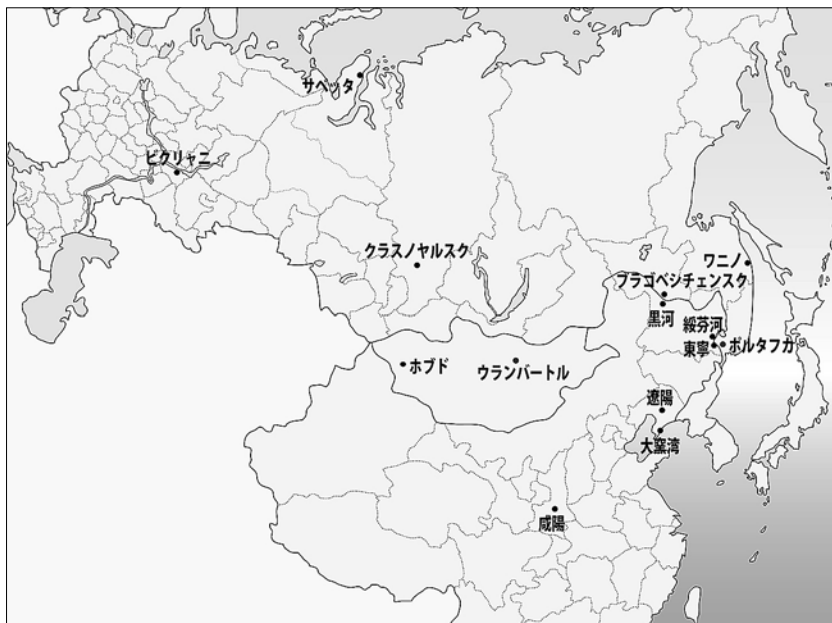 サベッタ
ビクリャニ
クラスノヤルスク
ワニノ
ブラゴベシチェンスク
黒河
綏芬河
東寧
ポルタフカ
ホブド
ウランバートル
遼陽
大窯湾
咸陽